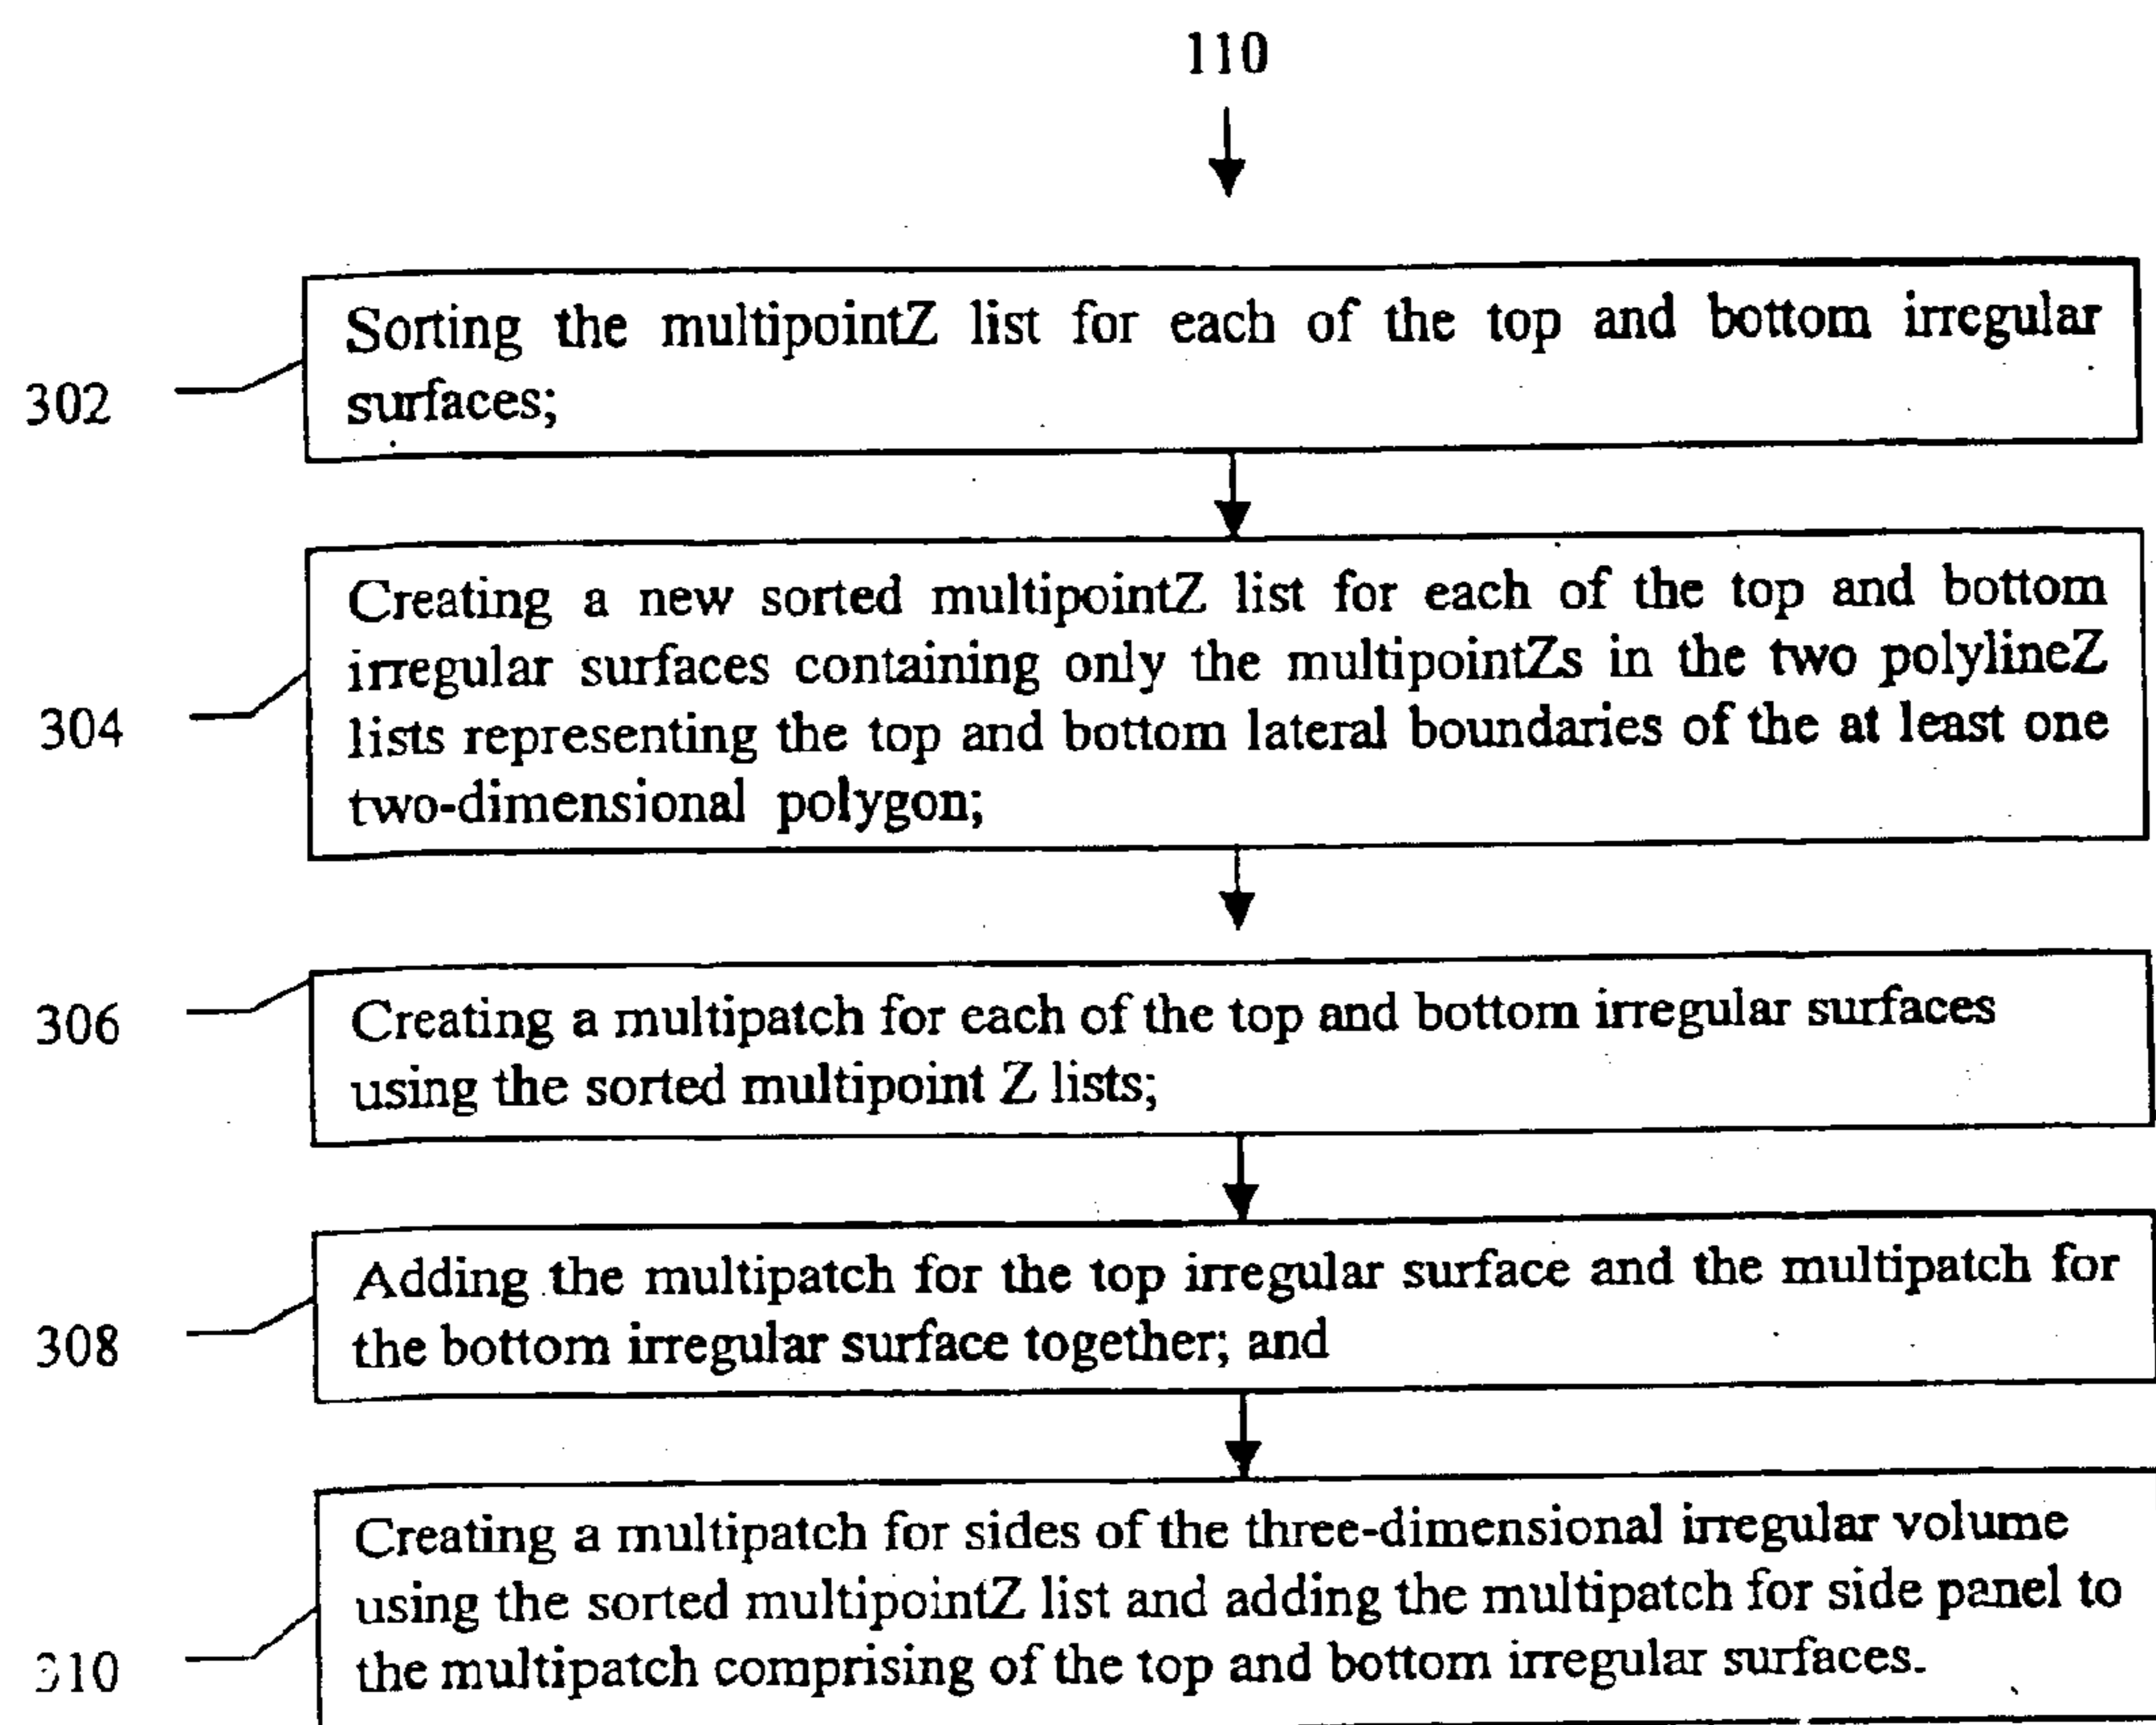 110
Sorting the multipointZ list for each of the top and bottom irregular
surfaces;
302
Creating a new sorted multipointZ list for each of the top and bottom
irregular surfaces containing only the multipointZs in the two polylineZ
lists representing the top and bottom lateral boundaries of the at least one
two-dimensional polygon;
304
Creating a multipatch for each of the top and bottom irregular surfaces
using the sorted multipoint Z lists;
306
Adding the multipatch for the top irregular surface and the multipatch for
the bottom irregular surface together; and
308
Creating a multipatch for sides of the three-dimensional irregular volume
using the sorted multipointZ list and adding the multipatch for side panel to
the multipatch comprising of the top and bottom irregular surfaces.
310